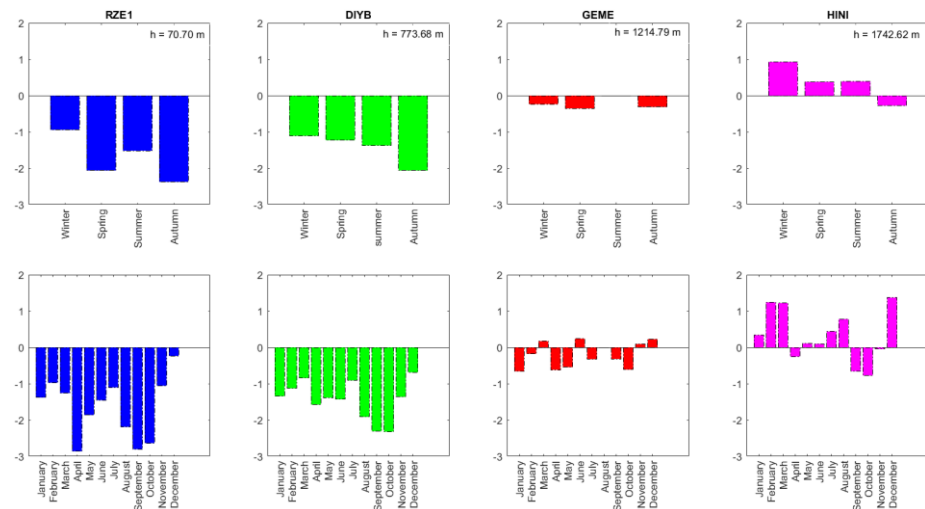 RZE1 DIYB GEME HINI
2 2 2 2
h = 70.70 m h = 773.68 m h = 1214.79 m h = 1742.62 m
1 1 1 1
0 0 0 0
-1 -1 -1 -1
-2 -2 -2 -2
-3 -3 -3 -3
Winter Spring Summer Autumn Winter Spring summer Autumn Winter Spring Summer Autumn Winter Spring Summer Autumn
2 2 2 2
1 1 1 1
0 0 0 0
-1 -1 -1 -1
-2 -2 -2 -2
-3 -3 -3 -3
January February March April May June July August September October November December January February March April May June July August September October November December January February March April May June July August September October November December January February March April May June July August September October November December